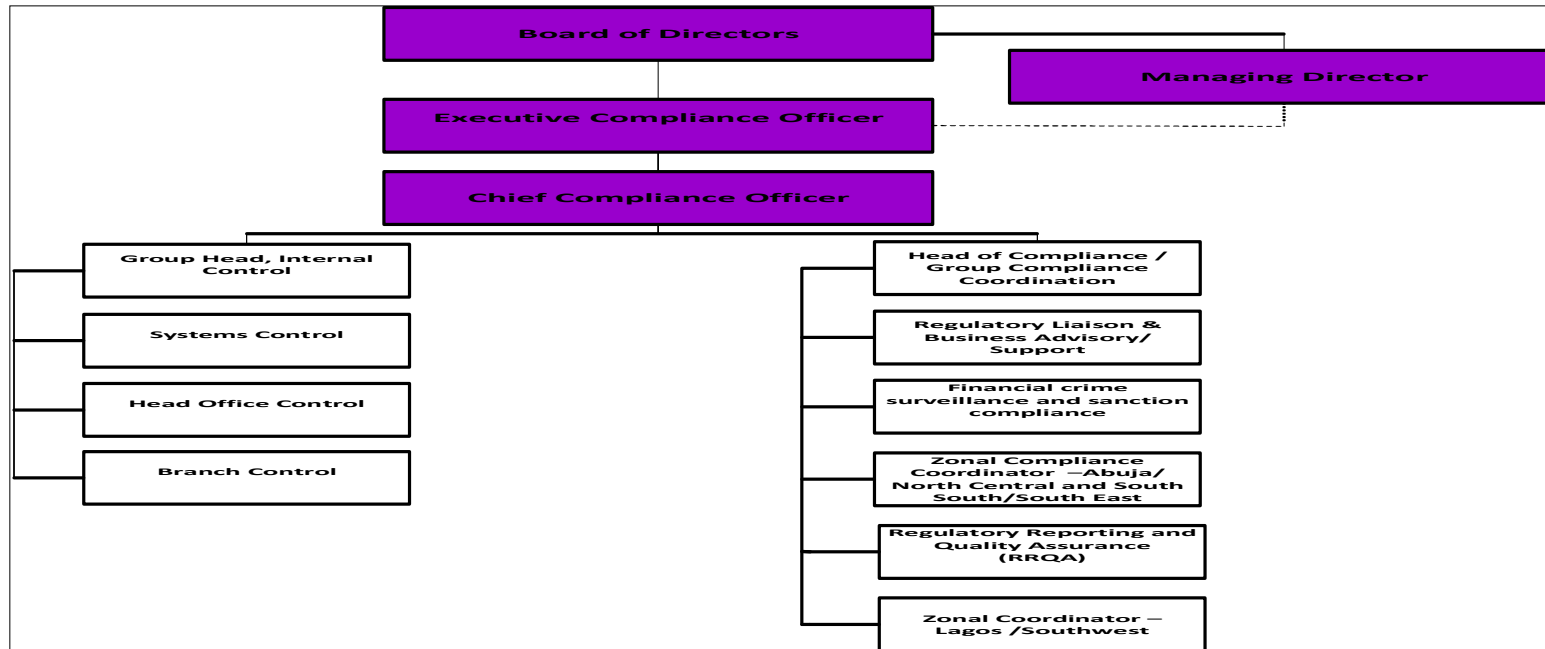 Board of Directors
Managing Director
Executive Compliance Officer
Chief Compliance Officer
Group Head, Internal
Control
Systems Control
Head Office Control
Branch Control
Head of Compliance /
Group Compliance
Coordination
Regulatory Liaison &
Business Advisory/
Support
Financial crime
surveillance and sanction
compliance
Zonal Compliance
Coordinator –Abuja/
North Central and South
South/South East
Regulatory Reporting and
Quality Assurance
(RRQA)
Zonal Coordinator –
Lagos /Southwest